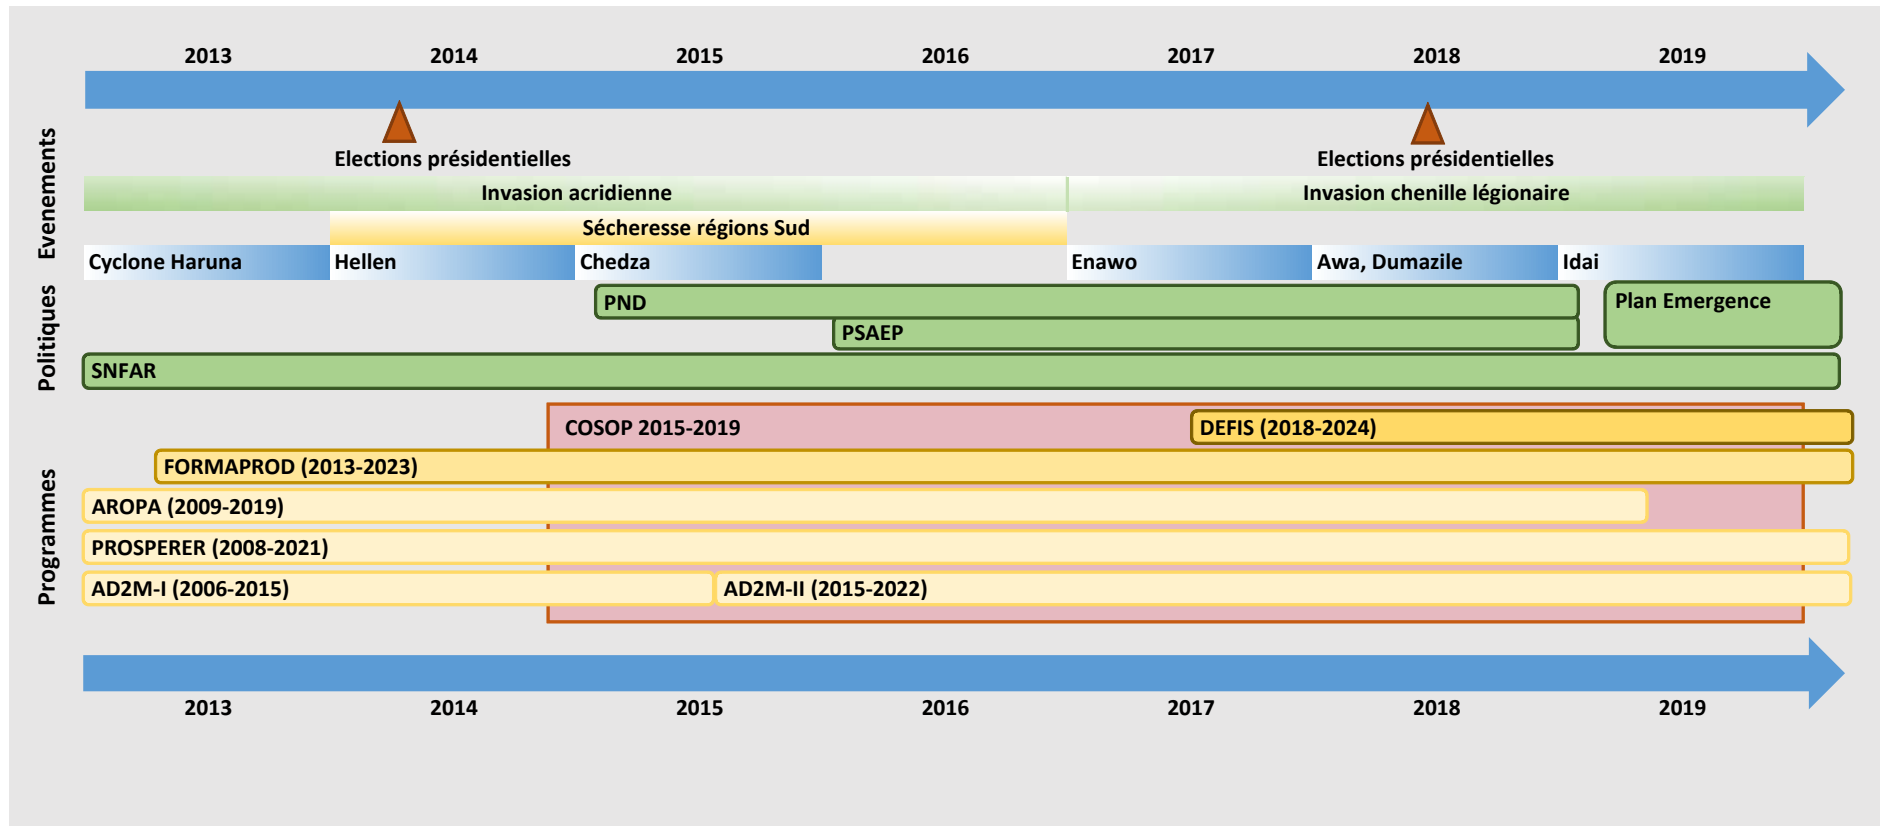 2013 2014 2015 2016 2017 2018 2019
Evenements
Elections présidentielles Elections présidentielles
Invasion acridienne Invasion chenille légionaire
Sécheresse régions Sud
Cyclone Haruna Hellen Chedza Enawo Awa, Dumazile Idai
Politiques
PND Plan Emergence
PSAEP
SNFAR
Programmes
COSOP 2015-2019 DEFIS (2018-2024)
FORMAPROD (2013-2023)
AROPA (2009-2019)
PROSPERER (2008-2021)
AD2M-I (2006-2015) AD2M-II (2015-2022)
2013 2014 2015 2016 2017 2018 2019